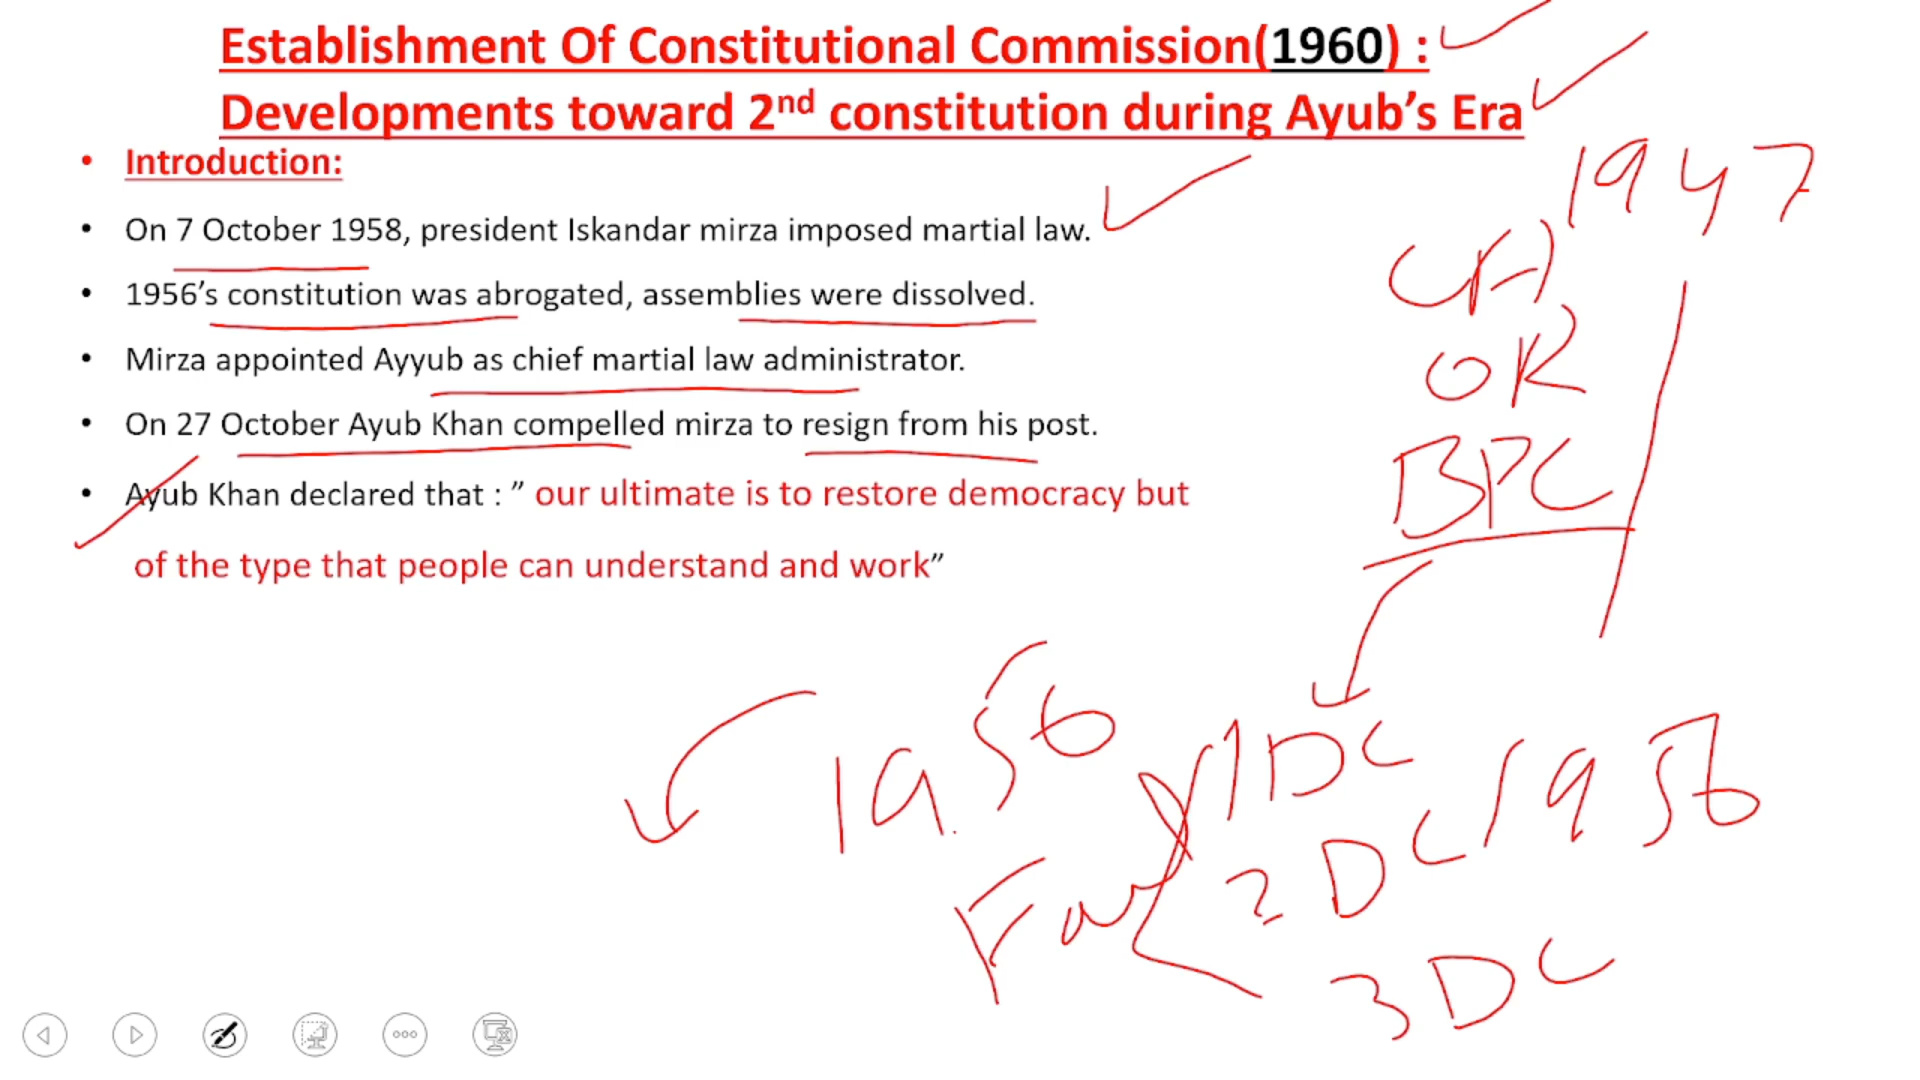 Establishment Of Constitutional Commission(1960) :
Developments toward 2nd constitution during Ayub’s Era
• Introduction:
• On 7 October 1958, president Iskandar mirza imposed martial law.
• 1956’s constitution was abrogated, assemblies were dissolved.
• Mirza appointed Ayyub as chief martial law administrator.
• On 27 October Ayub Khan compelled mirza to resign from his post.
• Ayub Khan declared that : ” our ultimate is to restore democracy but
of the type that people can understand and work”
1947
OR
BPC
1956
1DC
2DC 1956
3DC